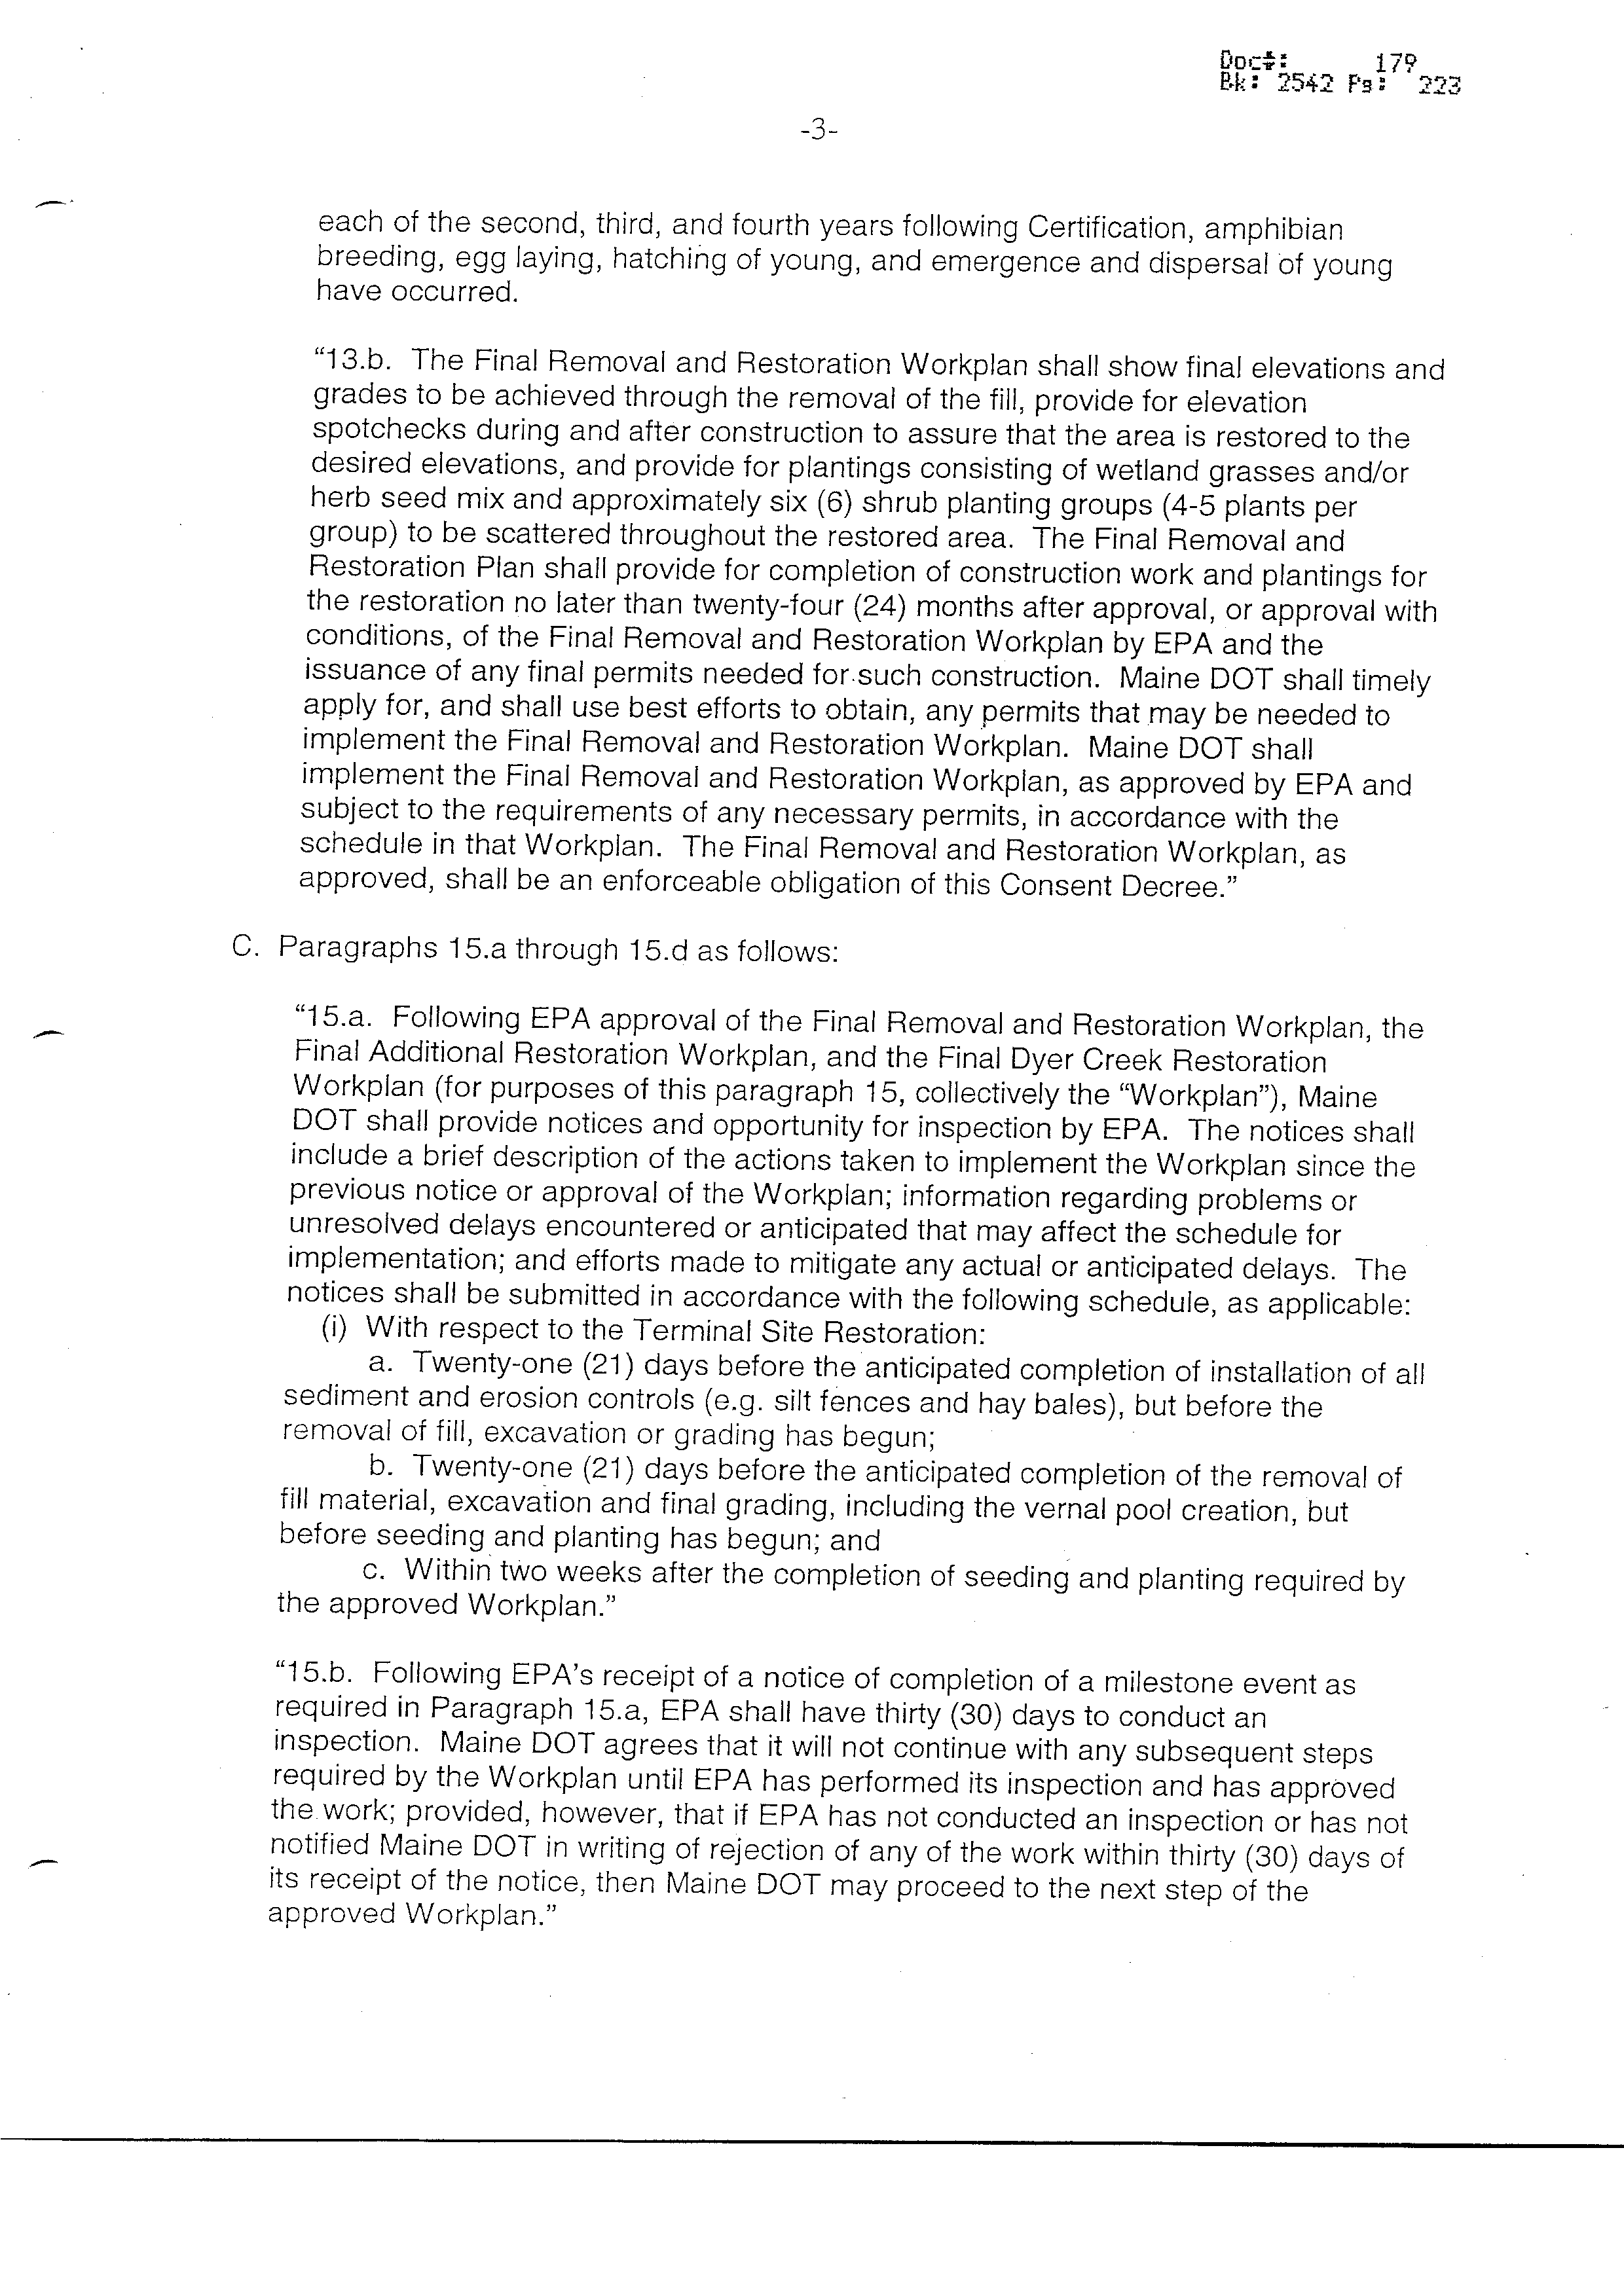 Doc#: 179
Bk: 2542 Pg: 223
-3-
each of the second, third, and fourth years following Certification, amphibian
breeding, egg laying, hatching of young, and emergence and dispersal of young
have occurred.
“13.b. The Final Removal and Restoration Workplan shall show final elevations and
grades to be achieved through the removal of the fill, provide for elevation
spotchecks during and after construction to assure that the area is restored to the
desired elevations, and provide for plantings consisting of wetland grasses and/or
herb seed mix and approximately six (6) shrub planting groups (4-5 plants per
group) to be scattered throughout the restored area. The Final Removal and
Restoration Plan shall provide for completion of construction work and plantings for
the restoration no later than twenty-four (24) months after approval, or approval with
conditions, of the Final Removal and Restoration Workplan by EPA and the
issuance of any final permits needed for such construction. Maine DOT shall timely
apply for, and shall use best efforts to obtain, any permits that may be needed to
implement the Final Removal and Restoration Workplan. Maine DOT shall
implement the Final Removal and Restoration Workplan, as approved by EPA and
subject to the requirements of any necessary permits, in accordance with the
schedule in that Workplan. The Final Removal and Restoration Workplan, as
approved, shall be an enforceable obligation of this Consent Decree.”
C. Paragraphs 15.a through 15.d as follows:
“15.a. Following EPA approval of the Final Removal and Restoration Workplan, the
Final Additional Restoration Workplan, and the Final Dyer Creek Restoration
Workplan (for purposes of this paragraph 15, collectively the “Workplan”), Maine
DOT shall provide notices and opportunity for inspection by EPA. The notices shall
include a brief description of the actions taken to implement the Workplan since the
previous notice or approval of the Workplan; information regarding problems or
unresolved delays encountered or anticipated that may affect the schedule for
implementation; and efforts made to mitigate any actual or anticipated delays. The
notices shall be submitted in accordance with the following schedule, as applicable:
(i) With respect to the Terminal Site Restoration:
a. Twenty-one (21) days before the anticipated completion of installation of all
sediment and erosion controls (e.g. silt fences and hay bales), but before the
removal of fill, excavation or grading has begun;
b. Twenty-one (21) days before the anticipated completion of the removal of
fill material, excavation and final grading, including the vernal pool creation, but
before seeding and planting has begun; and
c. Within two weeks after the completion of seeding and planting required by
the approved Workplan.”
“15.b. Following EPA’s receipt of a notice of completion of a milestone event as
required in Paragraph 15.a, EPA shall have thirty (30) days to conduct an
inspection. Maine DOT agrees that it will not continue with any subsequent steps
required by the Workplan until EPA has performed its inspection and has approved
the work; provided, however, that if EPA has not conducted an inspection or has not
notified Maine DOT in writing of rejection of any of the work within thirty (30) days of
its receipt of the notice, then Maine DOT may proceed to the next step of the
approved Workplan.”